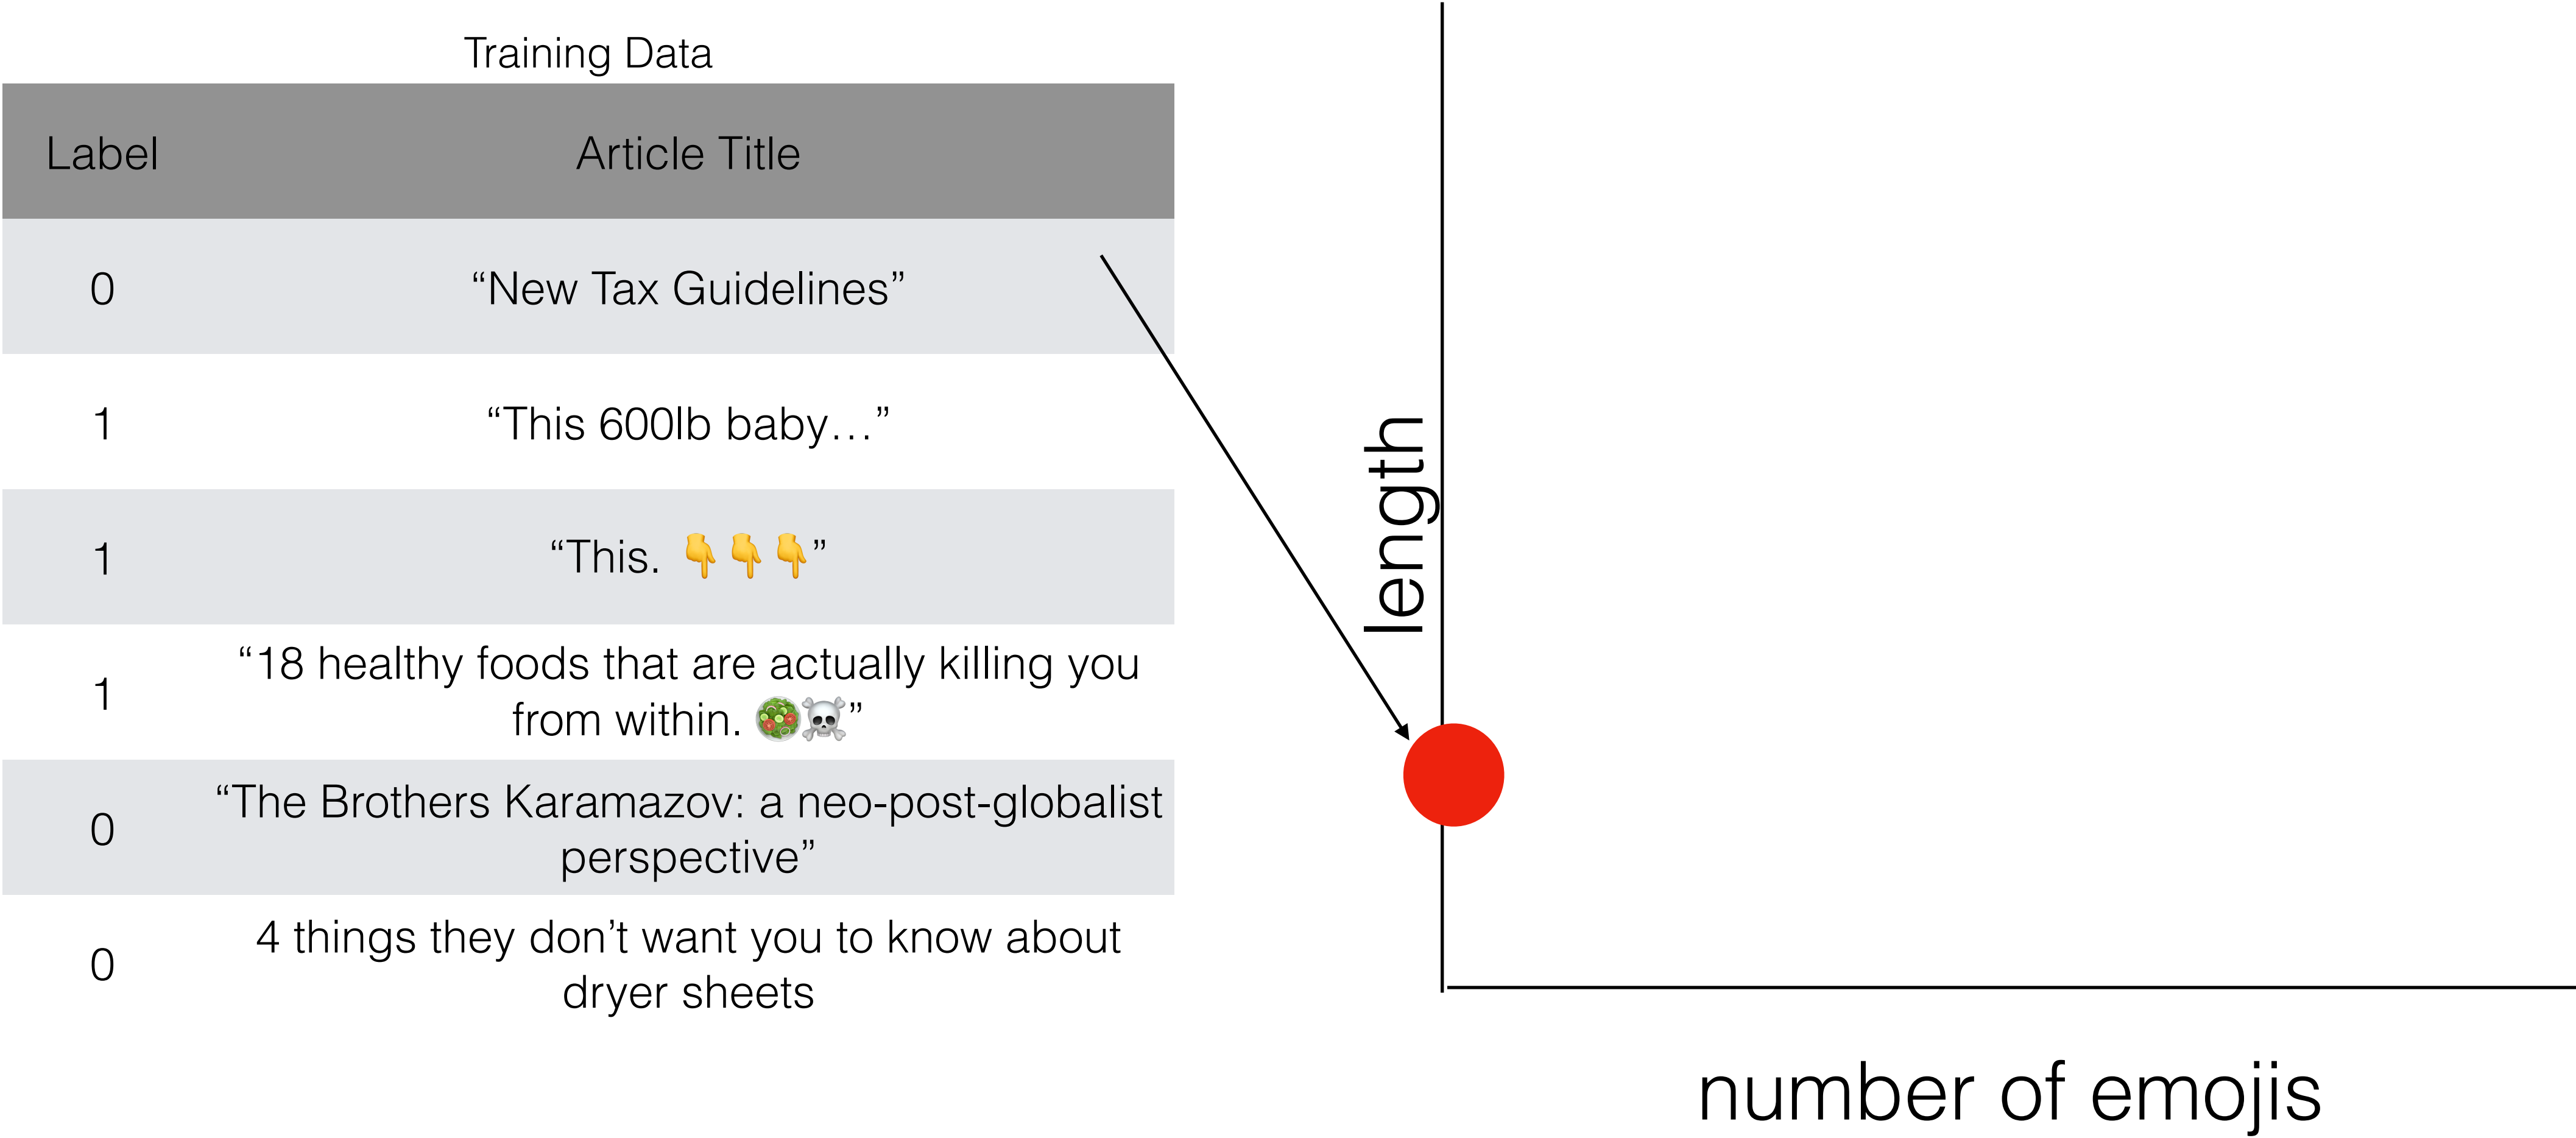 Training Data
Label Article Title
0 “New Tax Guidelines”
1 “This 600lb baby…”
1 “This. 👇👇👇”
“18 healthy foods that are actually killing you
1
from within. 🥗☠️”
“The Brothers Karamazov: a neo-post-globalist
0
perspective”
4 things they don’t want you to know about
0
dryer sheets
length
number of emojis